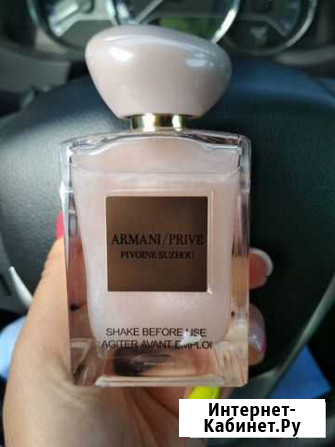 ARMANI/PRIVE
PIVOINE SUZHOU
SHAKE BEFORE USE
AGITER AVANT EMPLOI
Интернет-
Кабинет.Ру